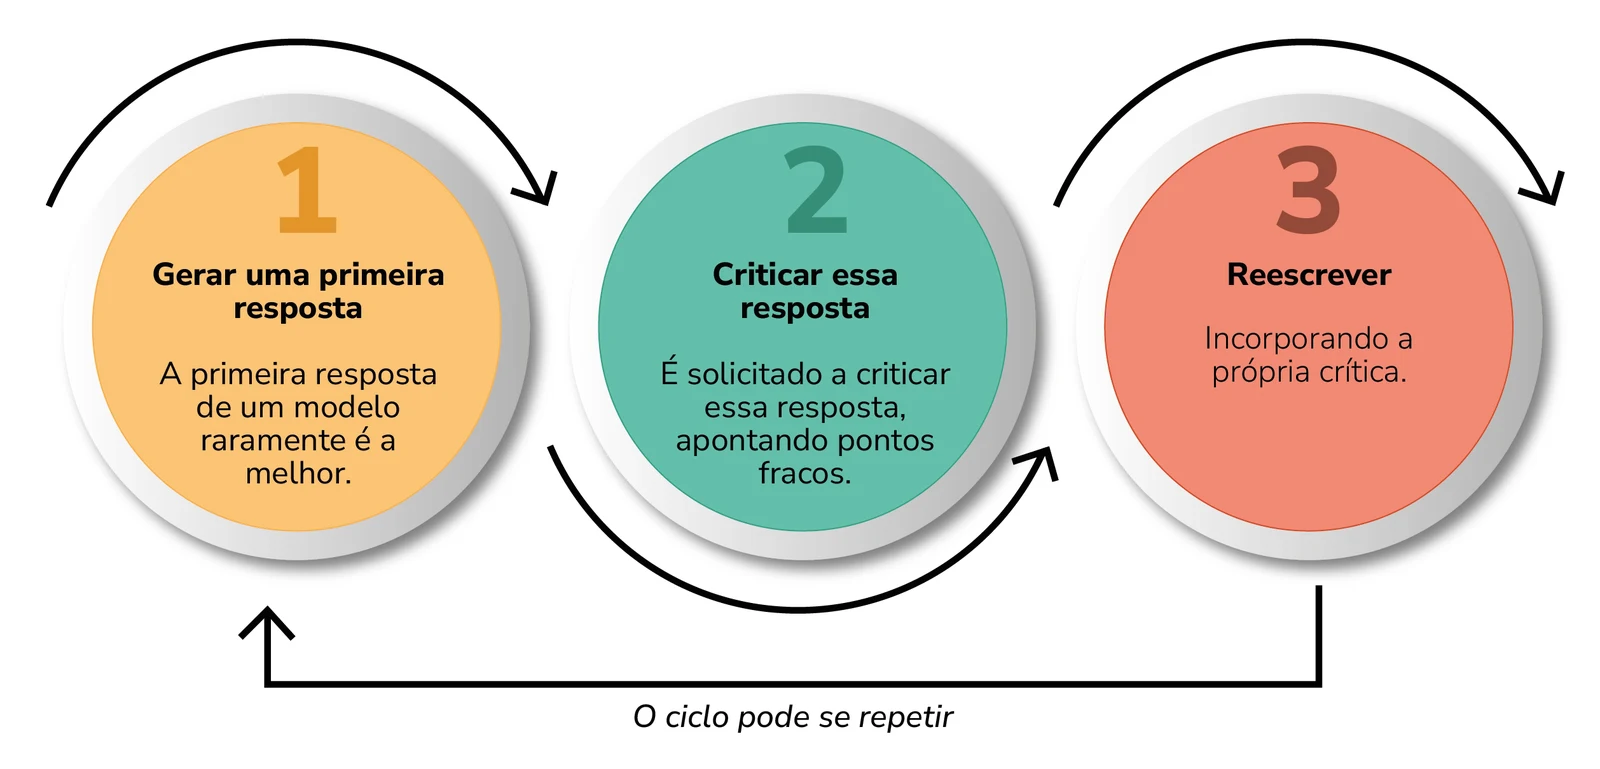 1
Gerar uma primeira
resposta
A primeira resposta
de um modelo
raramente é a
melhor.
2
Criticar essa
resposta
É solicitado a criticar
essa resposta,
apontando pontos
fracos.
3
Reescrever
Incorporando a
própria crítica.
O ciclo pode se repetir